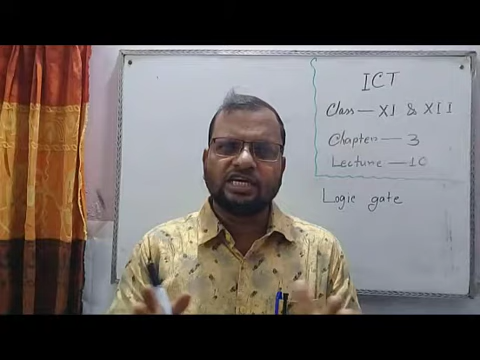 ICT
Class — XI & XII
Chapter — 3
Lecture — 10
Logic gate